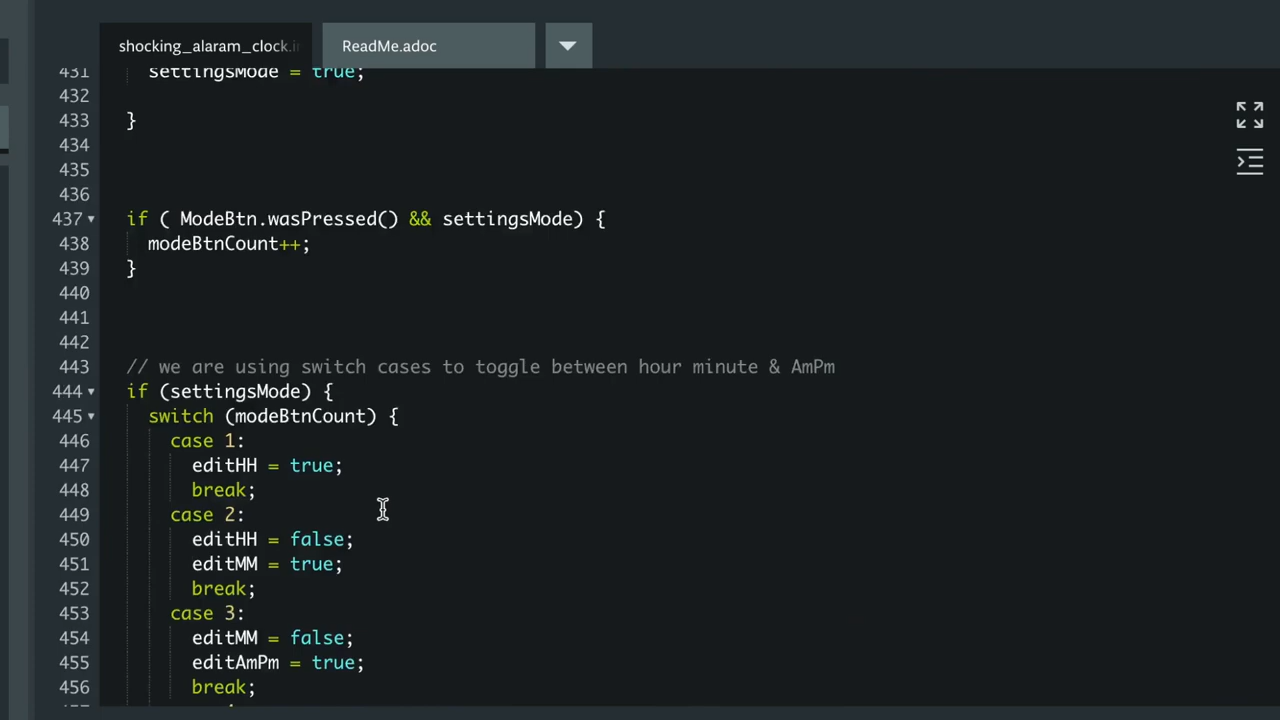 shocking_alaram_clock.i
ReadMe.adoc
431 settingsMode = true;
432
433 }
434
435
436
437 if ( ModeBtn.wasPressed() && settingsMode) {
438 modeBtnCount++;
439 }
440
441
442
443 // we are using switch cases to toggle between hour minute & AmPm
444 if (settingsMode) {
445 switch (modeBtnCount) {
446 case 1:
447 editHH = true;
448 break;
449 case 2:
450 editHH = false;
451 editMM = true;
452 break;
453 case 3:
454 editMM = false;
455 editAmPm = true;
456 break;